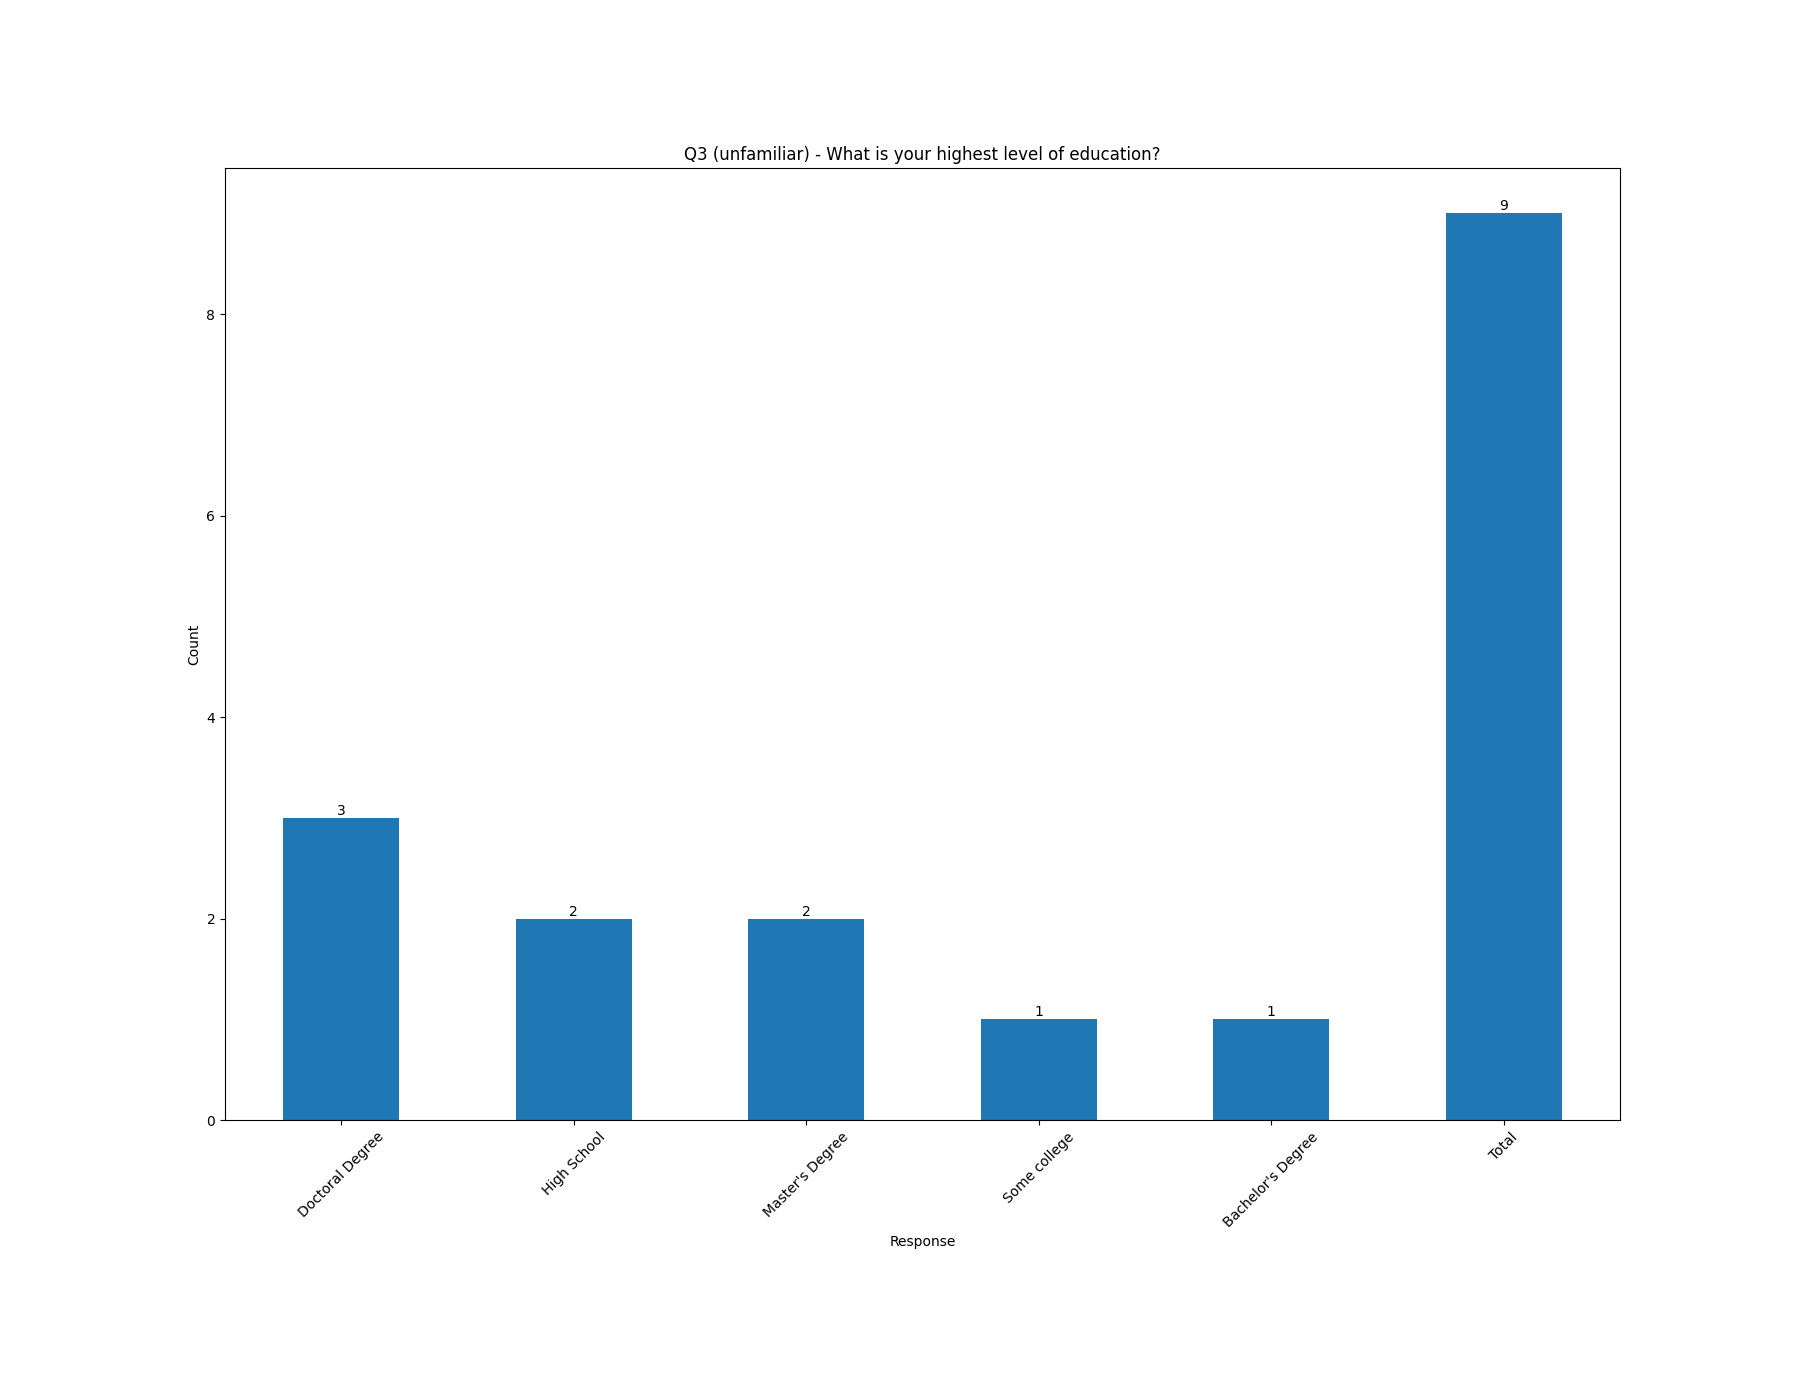 Q3 (unfamiliar) - What is your highest level of education?
9
8
6
Count
4
3
2
2
2
1
1
0
Doctoral Degree
High School
Master's Degree
Some college
Bachelor's Degree
Total
Response